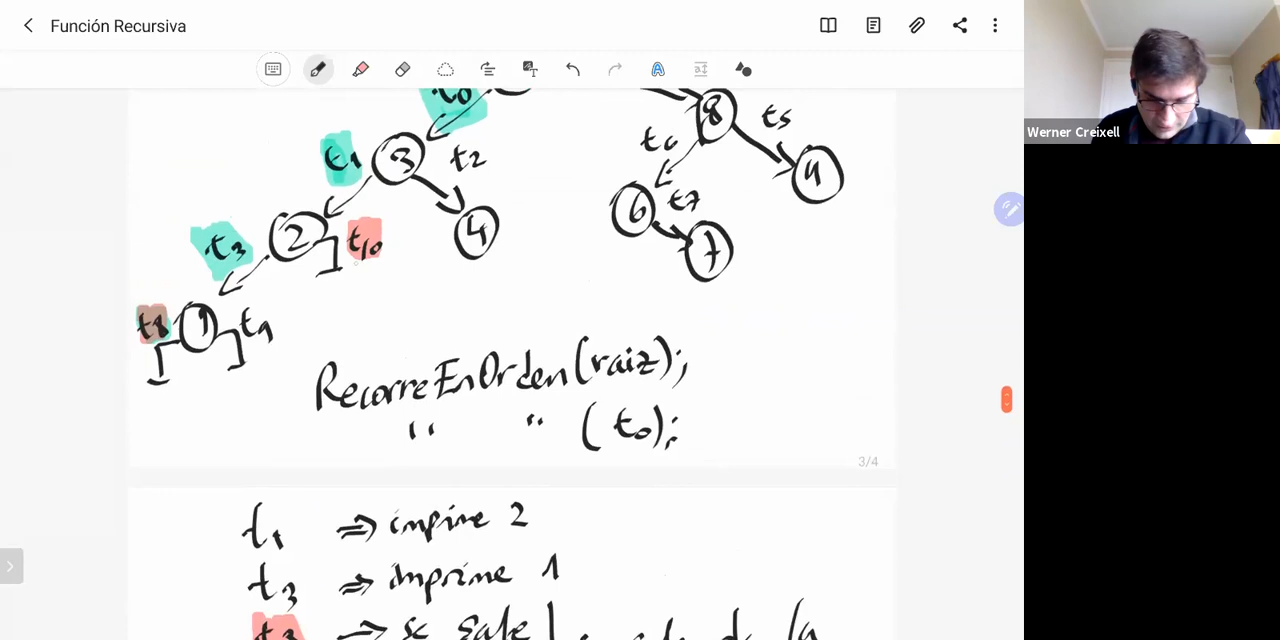 Función Recursiva
Werner Creixell
t0
8
t5
t1
3
t2
t6
9
2
t10
4
6
t7
7
t3
t8
1
t9
RecorreEnOrden(raiz);
" " (t0);
3/4
t1 => imprime 2
t3 => imprime 1